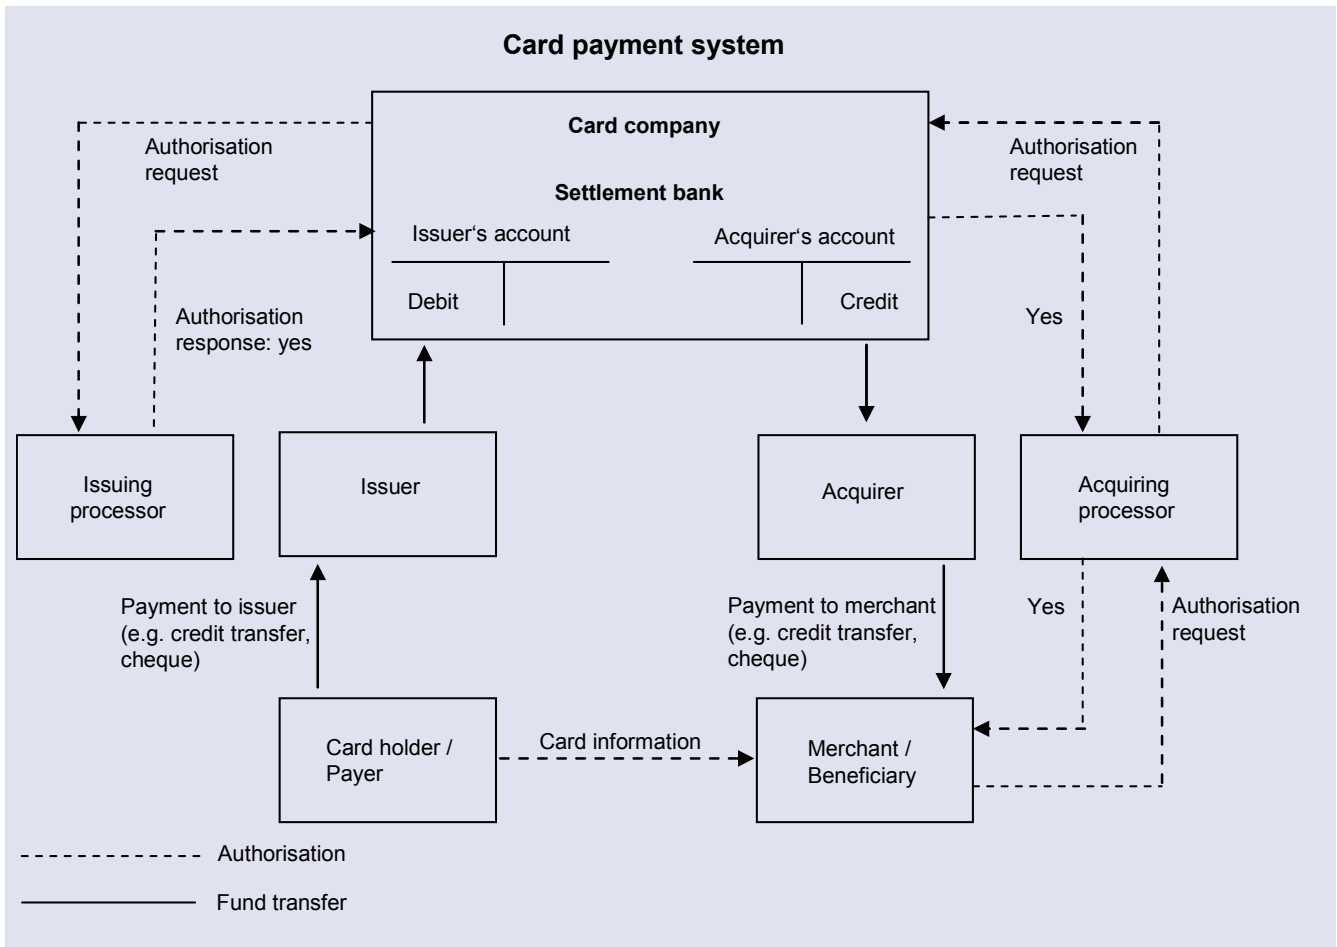 Card payment system
Card company
Authorisation
request
Authorisation
request
Settlement bank
Issuer‘s account
Acquirer‘s account
Debit
Credit
Authorisation
response: yes
Yes
Issuing
processor
Issuer
Acquirer
Acquiring
processor
Payment to issuer
(e.g. credit transfer,
cheque)
Payment to merchant
(e.g. credit transfer,
cheque)
Yes
Authorisation
request
Card holder /
Payer
Card information
Merchant /
Beneficiary
Authorisation
Fund transfer